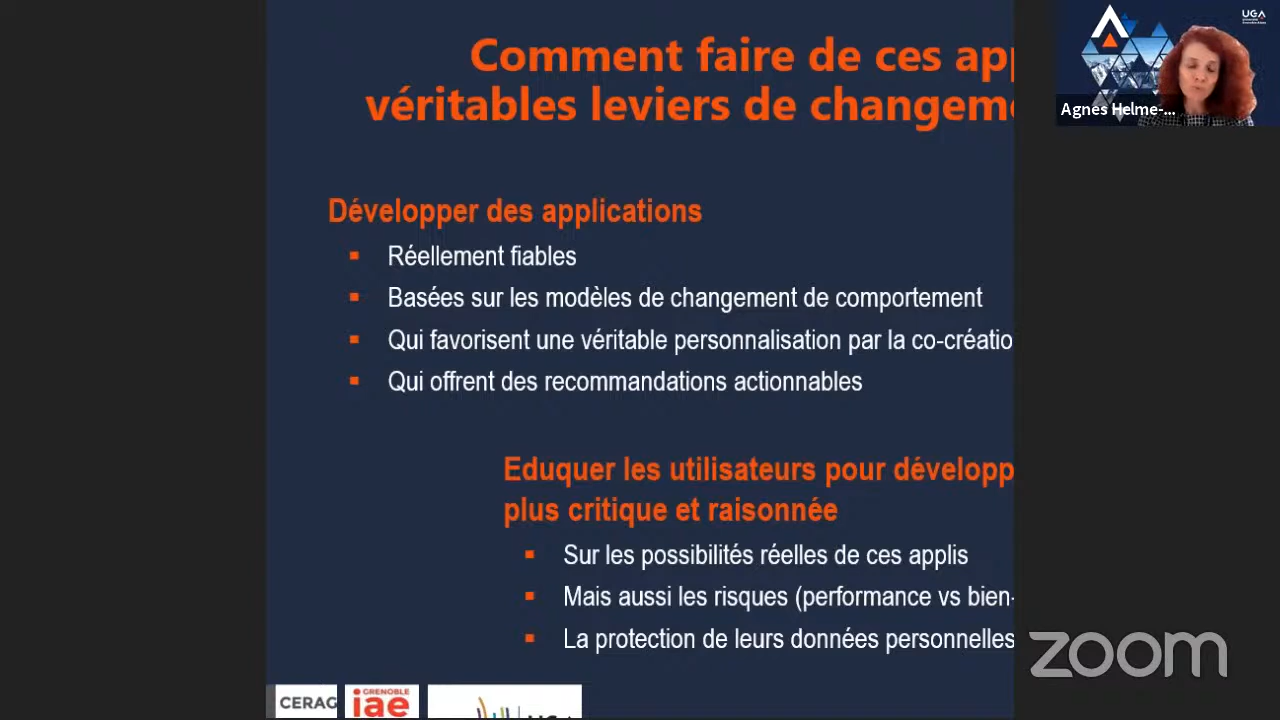 Comment faire de ces app
véritables leviers de changeme
Développer des applications
Réellement fiables
Basées sur les modèles de changement de comportement
Qui favorisent une véritable personnalisation par la co-créatio
Qui offrent des recommandations actionnables
Eduquer les utilisateurs pour développ
plus critique et raisonnée
Sur les possibilités réelles de ces applis
Mais aussi les risques (performance vs bien-
La protection de leurs données personnelles
CERAG
GRENOBLE
iae
UGA
UGA
Agnes Helme-...
zoom